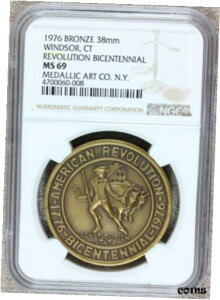 1976 BRONZE 38mm
WINDSOR, CT
REVOLUTION BICENTENNIAL
MS 69
MEDALLIC ART CO. N.Y.
4700060-008
NUMISMATIC GUARANTY CORPORATION
NGC
AMERICAN REVOLUTION
1776-BICENTENNIAL-1976